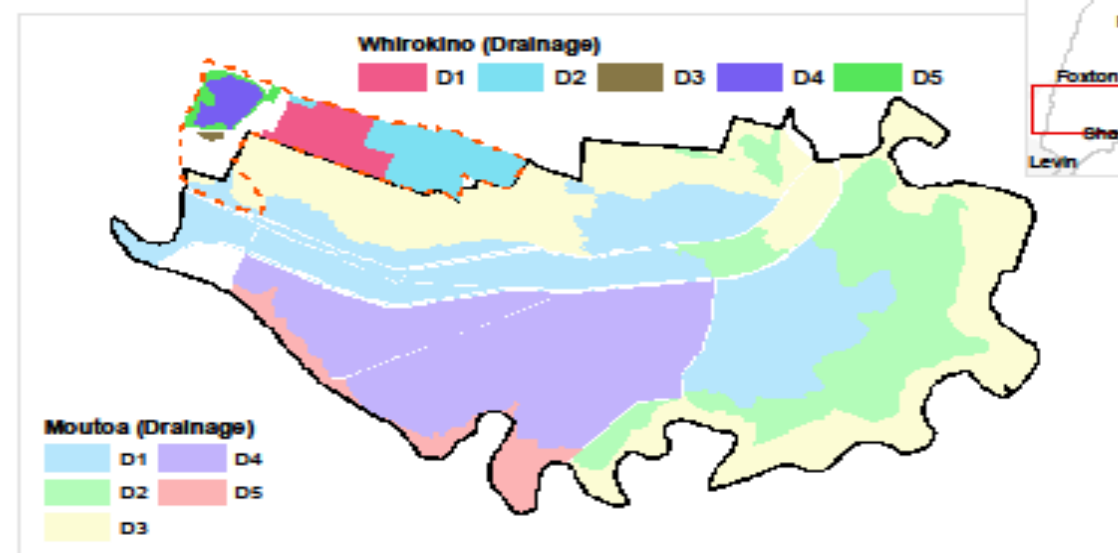 Whirokino (Drainage)
D1 D2 D3 D4 D5
Foxton
Levin
Moutoa (Drainage)
D1 D4
D2 D5
D3